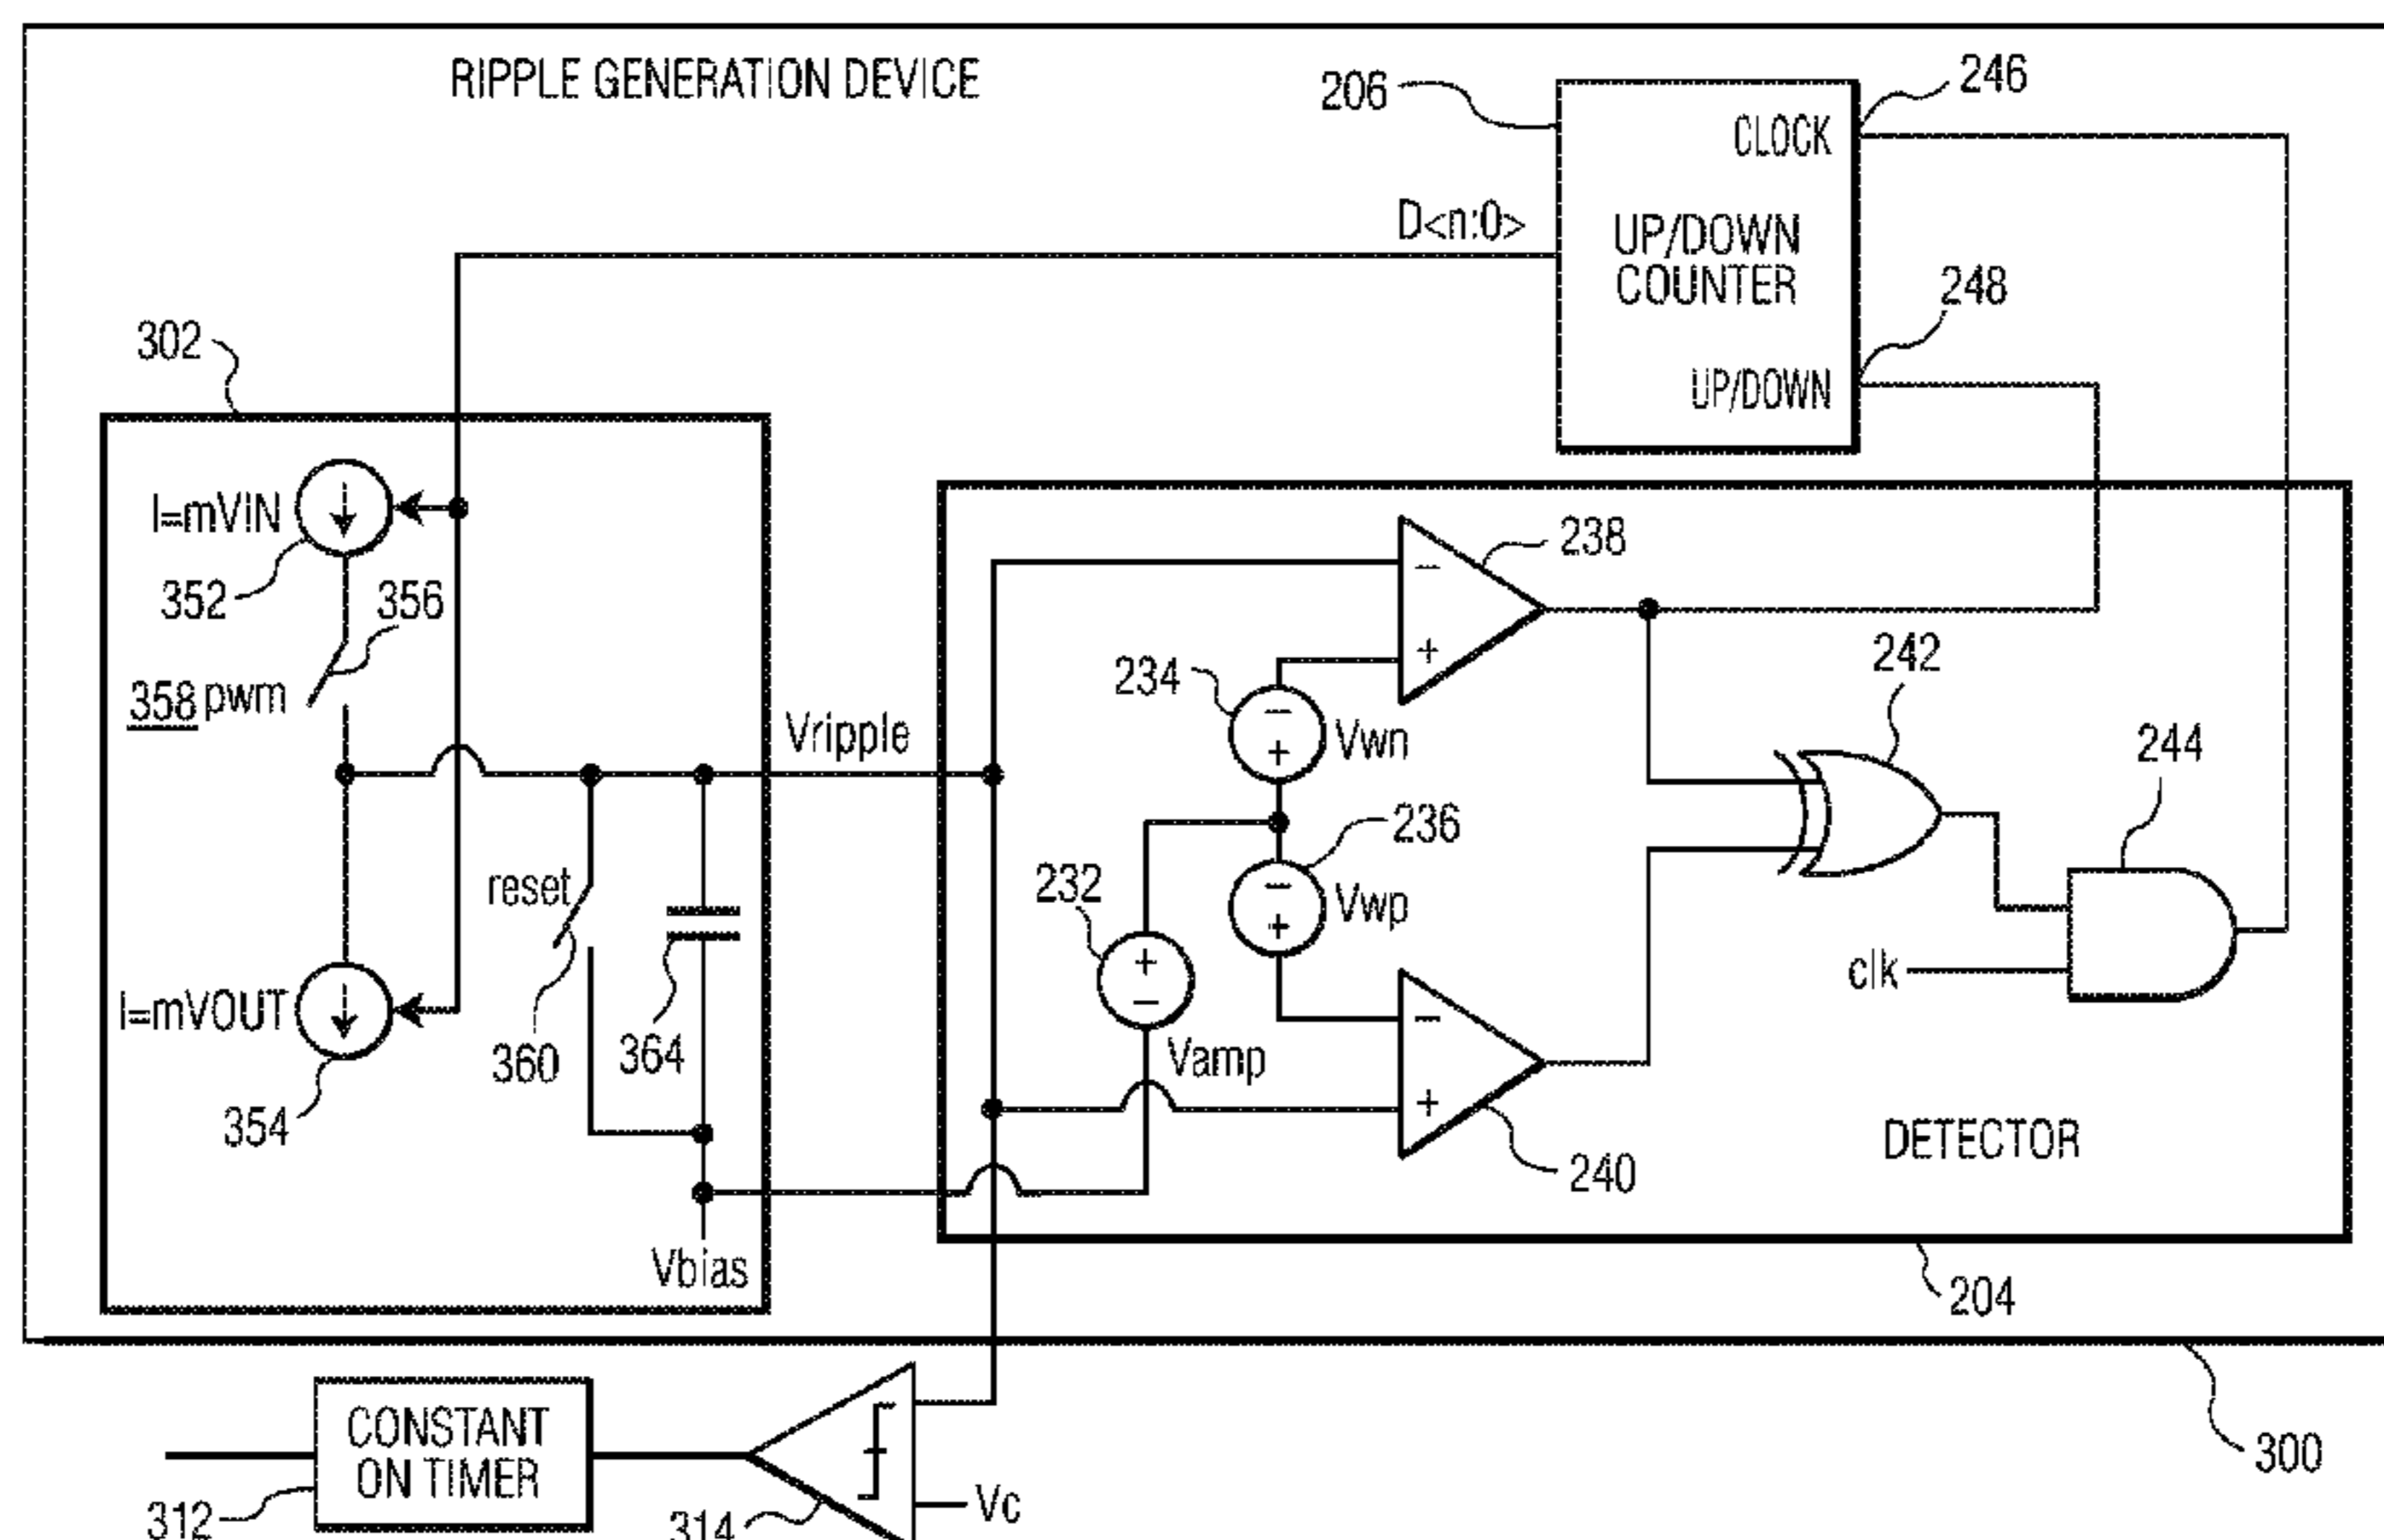 RIPPLE GENERATION DEVICE
206
CLOCK
246
D<n:0>
UP/DOWN
COUNTER
248
UP/DOWN
302
I=mVIN
352
356
358 pwm
Vripple
reset
360
364
I=mVOUT
354
Vbias
238
-
+
234
-
+
Vwn
242
244
236
-
+
Vwp
232
+
-
Vamp
clk
-
+
240
DETECTOR
204
300
CONSTANT
ON TIMER
312
314
Vc